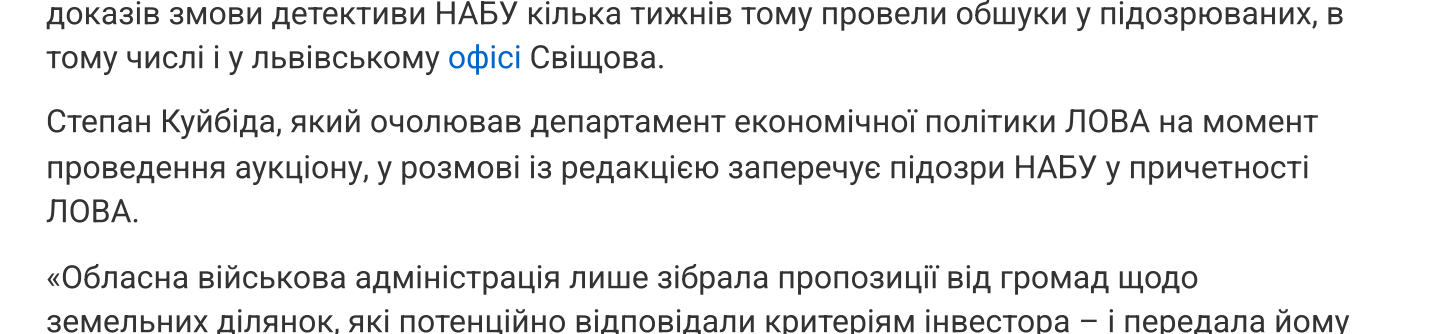 доказів змови детективи НАБУ кілька тижнів тому провели обшуки у підозрюваних, в
тому числі і у львівському офісі Свіщова.
Степан Куйбіда, який очолював департамент економічної політики ЛОВА на момент
проведення аукціону, у розмові із редакцією заперечує підозри НАБУ у причетності
ЛОВА.
«Обласна військова адміністрація лише зібрала пропозиції від громад щодо
земельних ділянок, які потенційно відповідали критеріям інвестора – і передала йому